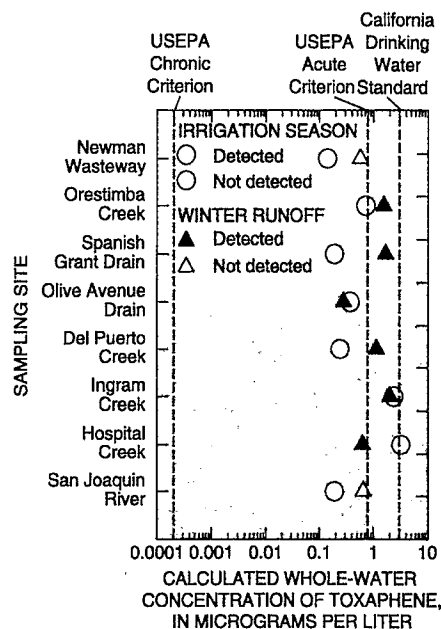 USEPA
Chronic
Criterion
USEPA
Acute
Criterion
California
Drinking
Water
Standard
IRRIGATION SEASON
Detected
Not detected
WINTER RUNOFF
Detected
Not detected
SAMPLING SITE
Newman
Wasteway
Orestimba
Creek
Spanish
Grant Drain
Olive Avenue
Drain
Del Puerto
Creek
Ingram
Creek
Hospital
Creek
San Joaquin
River
0.0001 0.001 0.01 0.1 1 10
CALCULATED WHOLE-WATER
CONCENTRATION OF TOXAPHENE,
IN MICROGRAMS PER LITER